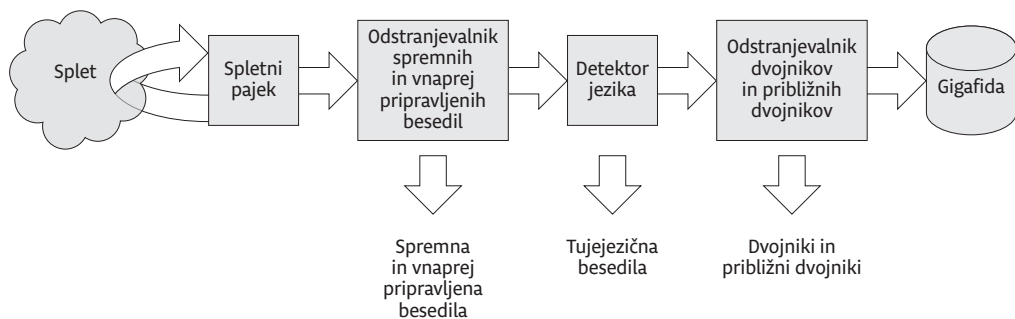 Splet
Spletni
pajek
Odstranjevalnik
spremnih
in vnaprej
pripravljenih
besedil
Detektor
jezika
Odstranjevalnik
dvojnikov
in približnih
dvojnikov
Gigafida
Spremna
in vnaprej
pripravljena
besedila
Tujejezična
besedila
Dvojniki in
približni dvojniki